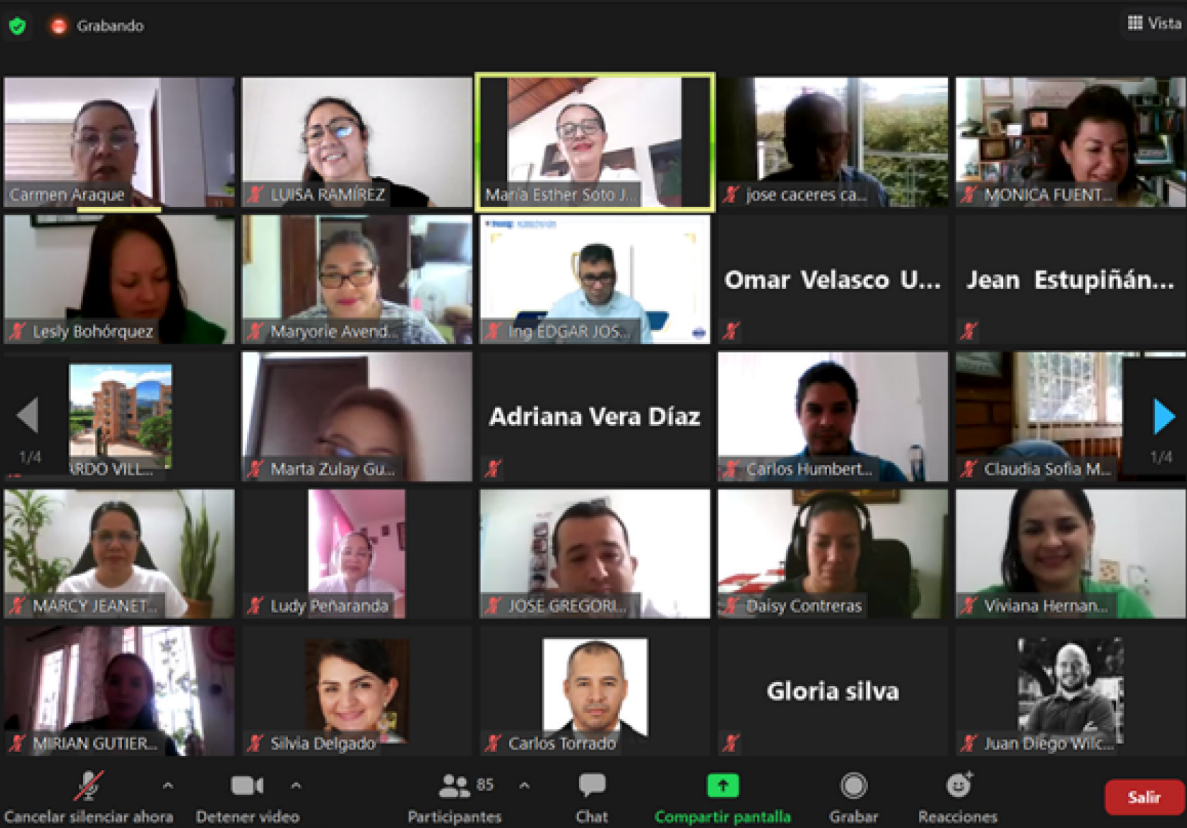 Grabando
Vista
Carmen Araque
LUISA RAMÍREZ
María Esther Soto J...
jose caceres ca...
MONICA FUENT...
Lesly Bohórquez
Maryorie Avend...
Ing EDGAR JOS...
Omar Velasco U...
Jean Estupiñán...
1/4
RDO VILL...
Marta Zulay Gu...
Adriana Vera Díaz
Carlos Humbert...
Claudia Sofia M...
1/4
MARCY JEANET...
Ludy Peñaranda
JOSE GREGORI...
Daisy Contreras
Viviana Hernan...
MIRIAN GUTIER...
Silvia Delgado
Carlos Torrado
Gloria silva
Juan Diego Wilc...
85
Cancelar silenciar ahora
Detener video
Participantes
Chat
Compartir pantalla
Grabar
Reacciones
Salir